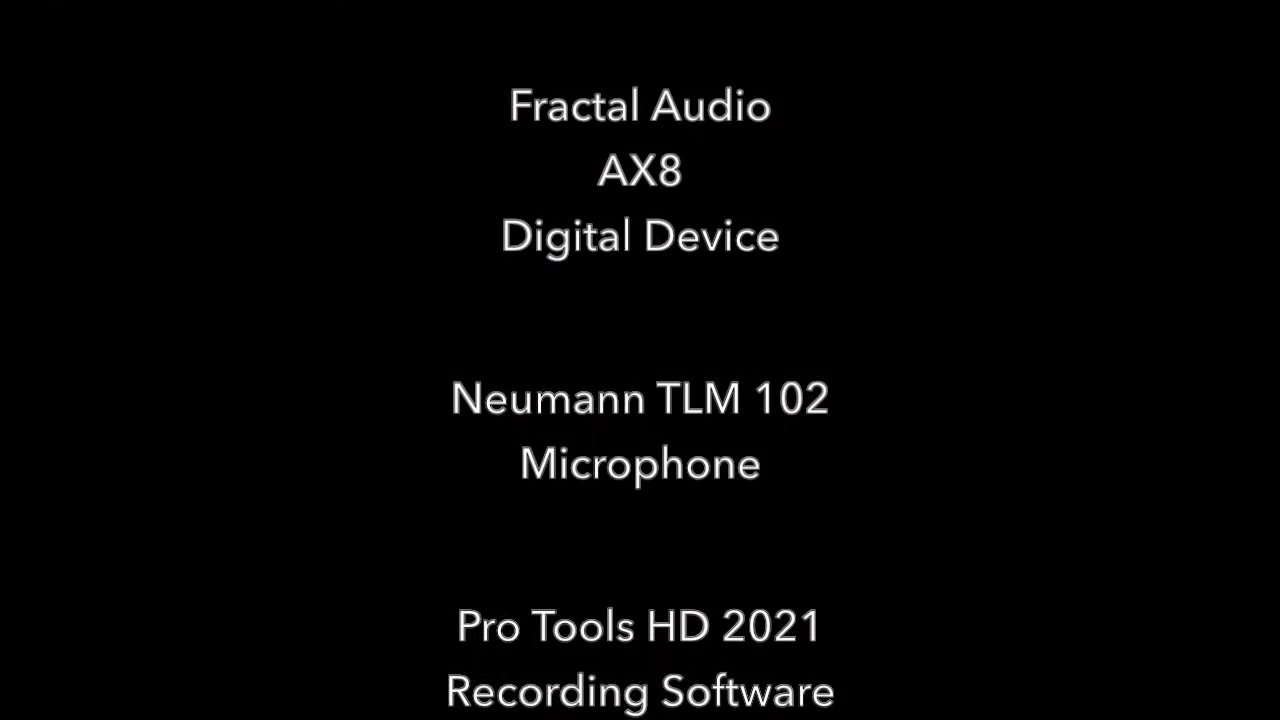 Fractal Audio
AX8
Digital Device
Neumann TLM 102
Microphone
Pro Tools HD 2021
Recording Software